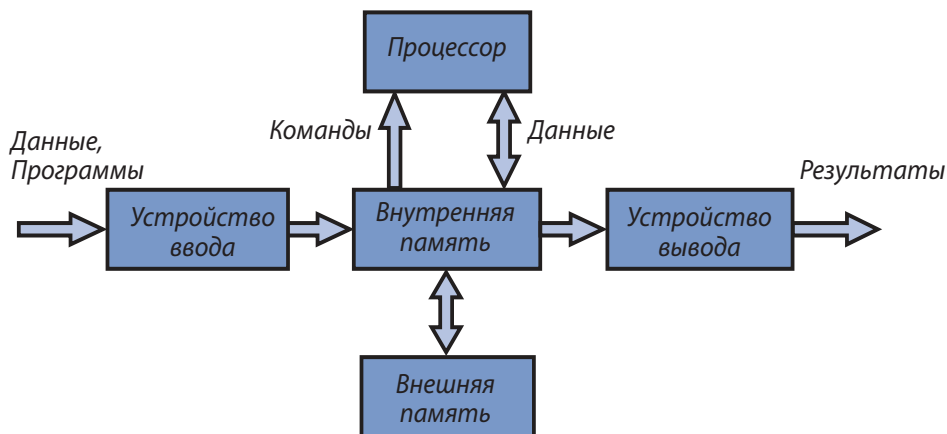 Процессор
Команды
Данные
Данные,
Программы
Результаты
Устройство
ввода
Внутренняя
память
Устройство
вывода
Внешняя
память